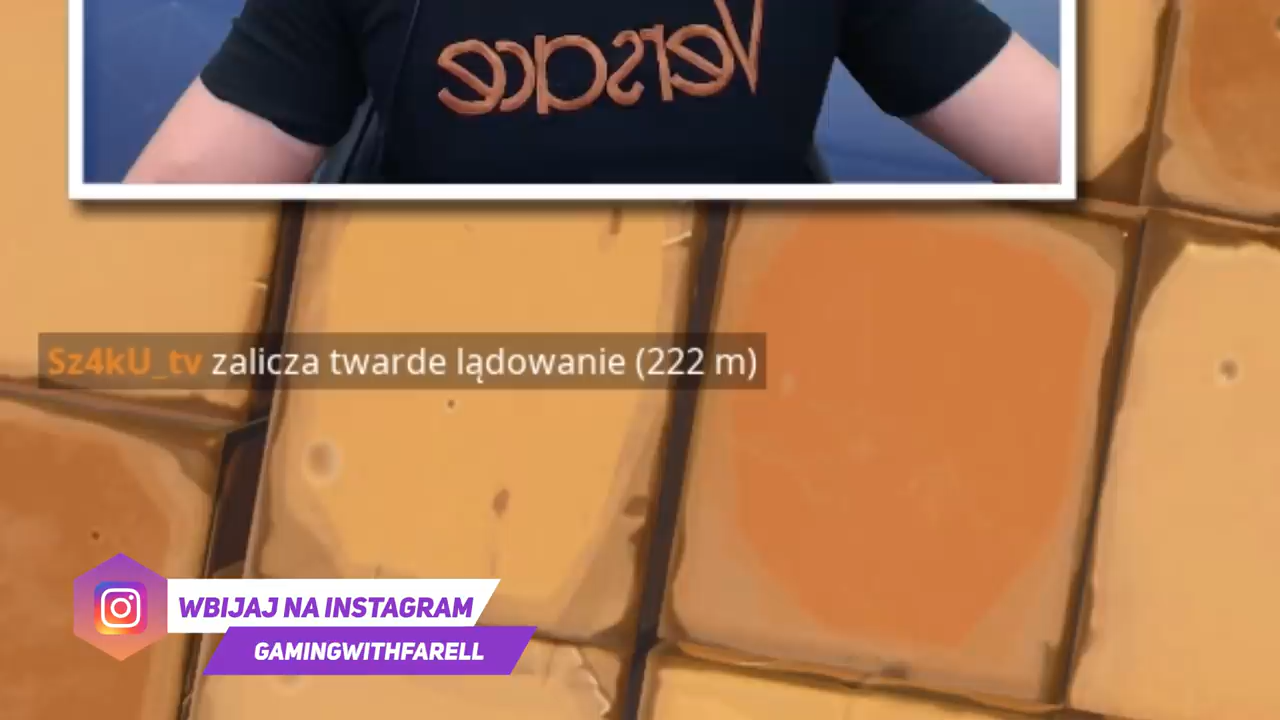 Versace
Sz4kU_tv zalicza twarde lądowanie (222 m)
WBIJAJ NA INSTAGRAM
GAMINGWITHFARELL